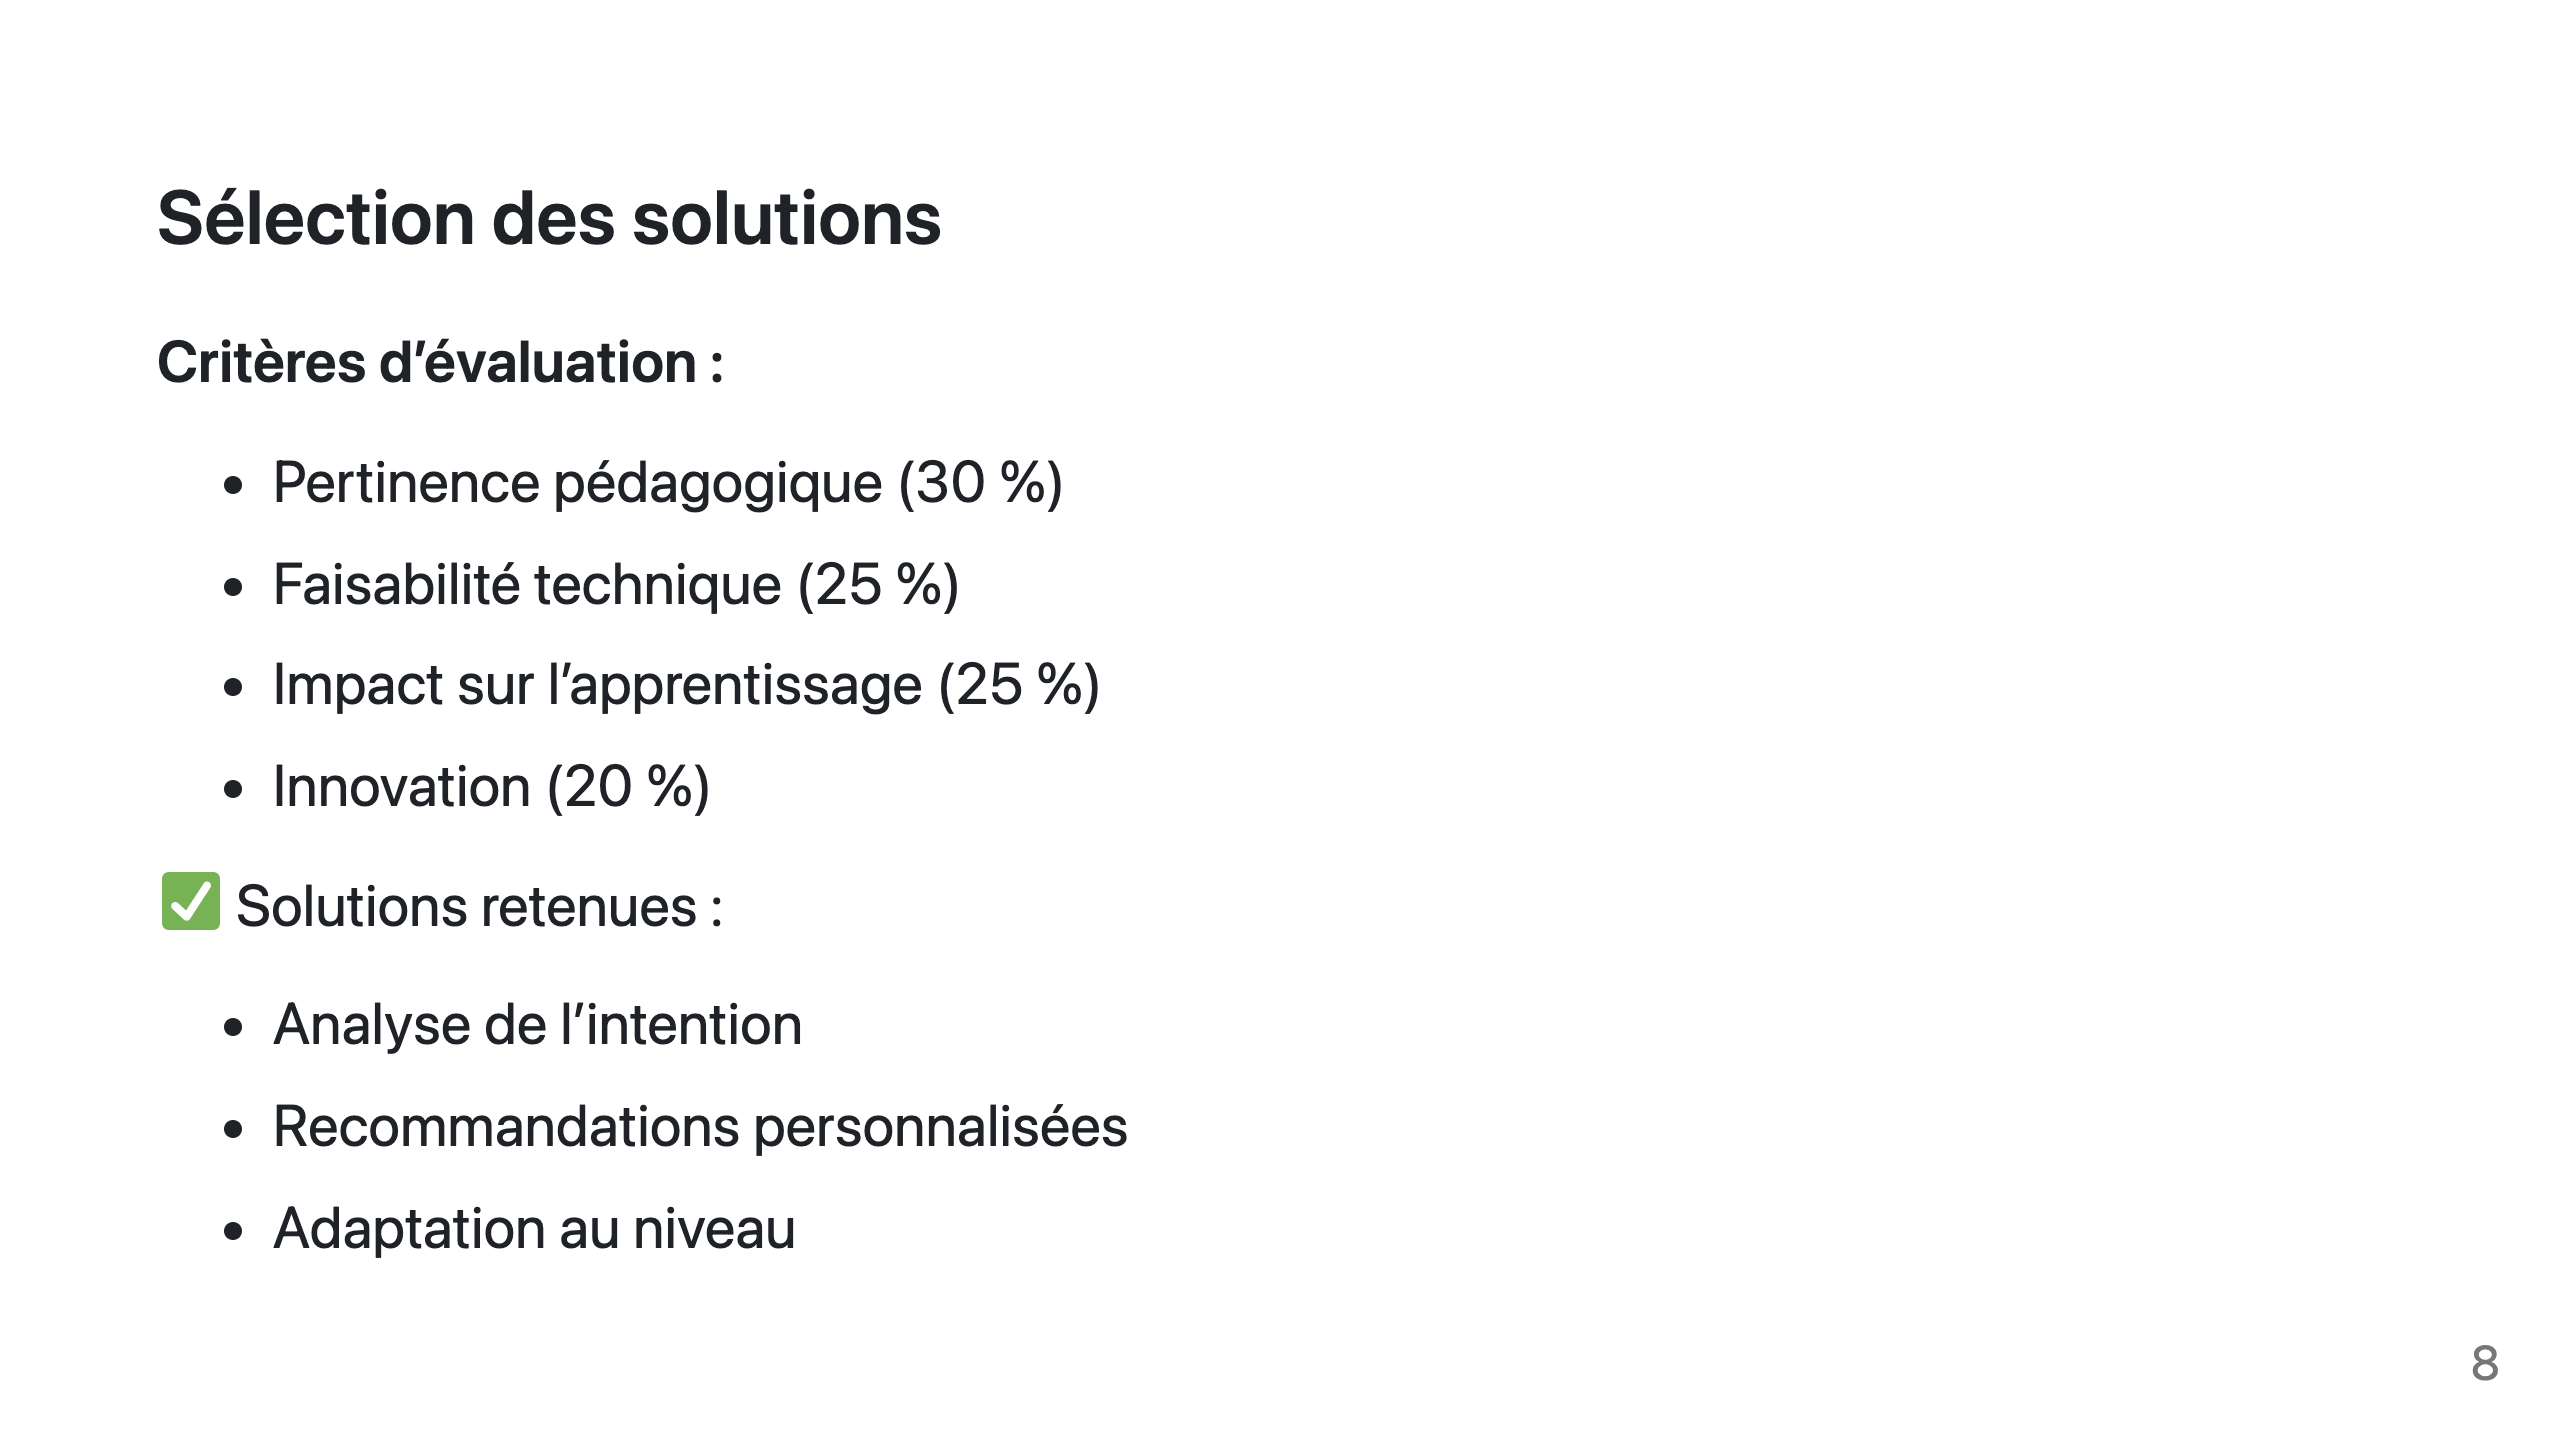 Sélection des solutions
Critères d’évaluation :
• Pertinence pédagogique (30 %)
• Faisabilité technique (25 %)
• Impact sur l’apprentissage (25 %)
• Innovation (20 %)
✅ Solutions retenues :
• Analyse de l’intention
• Recommandations personnalisées
• Adaptation au niveau
8